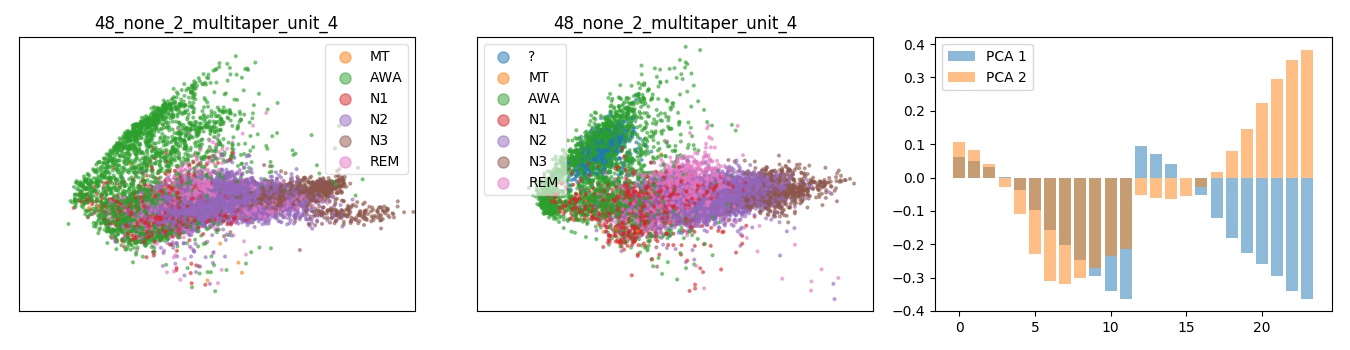 48_none_2_multitaper_unit_4
MT
AWA
N1
N2
N3
REM
48_none_2_multitaper_unit_4
?
MT
AWA
N1
N2
N3
REM
PCA 1
PCA 2
0.4
0.3
0.2
0.1
0.0
−0.1
−0.2
−0.3
−0.4
0
5
10
15
20